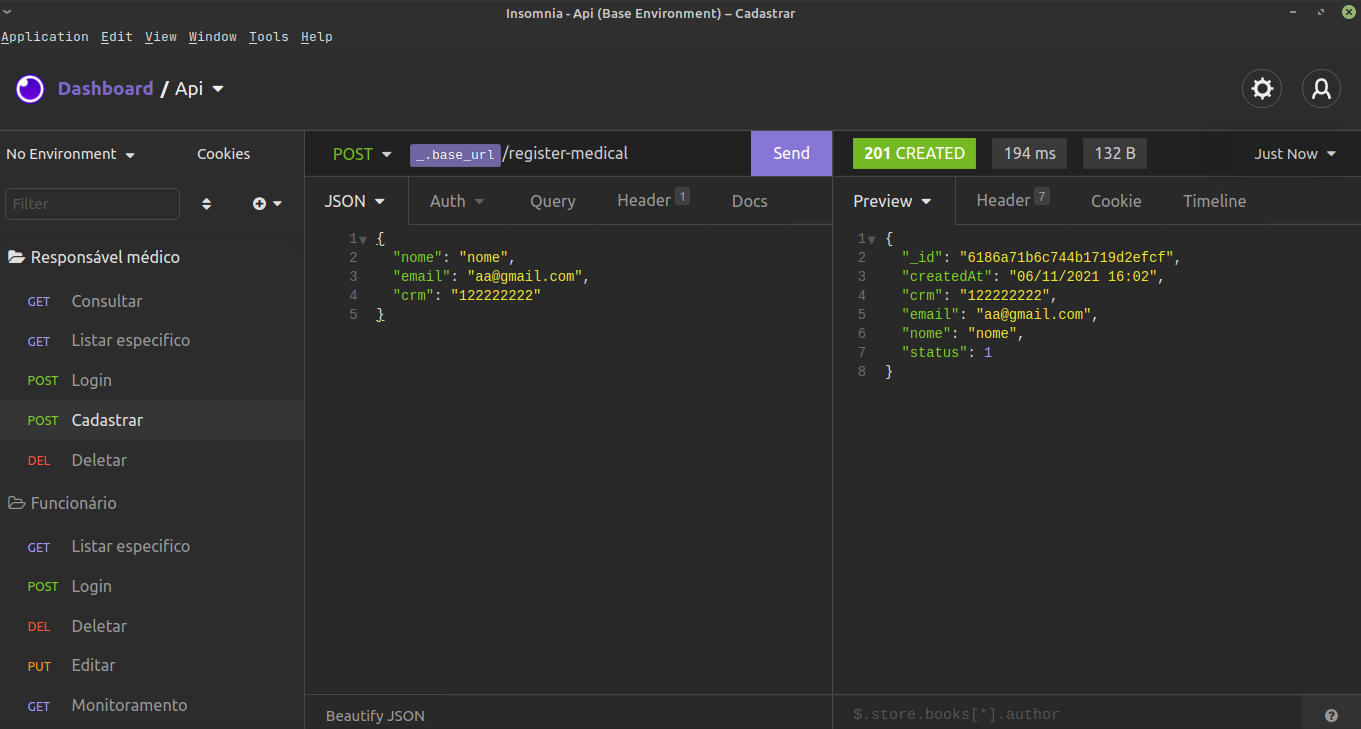 Insomnia - Api (Base Environment) – Cadastrar
Application Edit View Window Tools Help
Dashboard / Api
No Environment Cookies
Filter
Responsável médico
GET Consultar
GET Listar especifico
POST Login
POST Cadastrar
DEL Deletar
Funcionário
GET Listar especifico
POST Login
DEL Deletar
PUT Editar
GET Monitoramento
POST _.base_url/register-medical Send
JSON Auth Query Header 1 Docs
1 {
2 "nome": "nome",
3 "email": "aa@gmail.com",
4 "crm": "122222222"
5 }
Beautify JSON
201 CREATED 194 ms 132 B Just Now
Preview Header 7 Cookie Timeline
1 {
2 "_id": "6186a71b6c744b1719d2efcf",
3 "createdAt": "06/11/2021 16:02",
4 "crm": "122222222",
5 "email": "aa@gmail.com",
6 "nome": "nome",
7 "status": 1
8 }
$.store.books[*].author ?